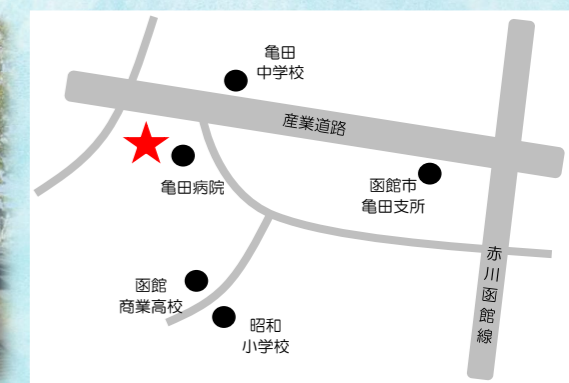 亀田
中学校
産業道路
亀田病院
函館市
亀田支所
赤川函館線
函館
商業高校
昭和
小学校